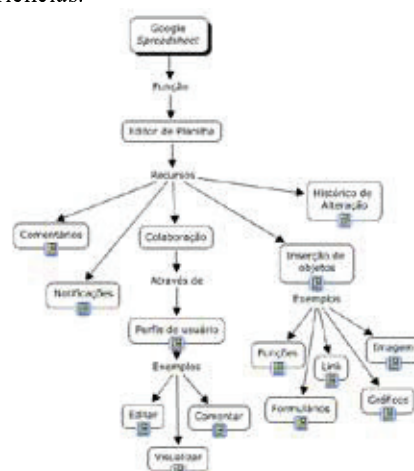 Google
Spreadsheet
Função
Editor de Planilha
Recursos
Histórico de
Alteração
Comentários
Colaboração
Inserção de
objetos
Notificações
Através de
Exemplos
Perfis de usuário
Funções
Link
Imagem
Exemplos
Formulários
Gráficos
Editar
Comentar
Visualizar